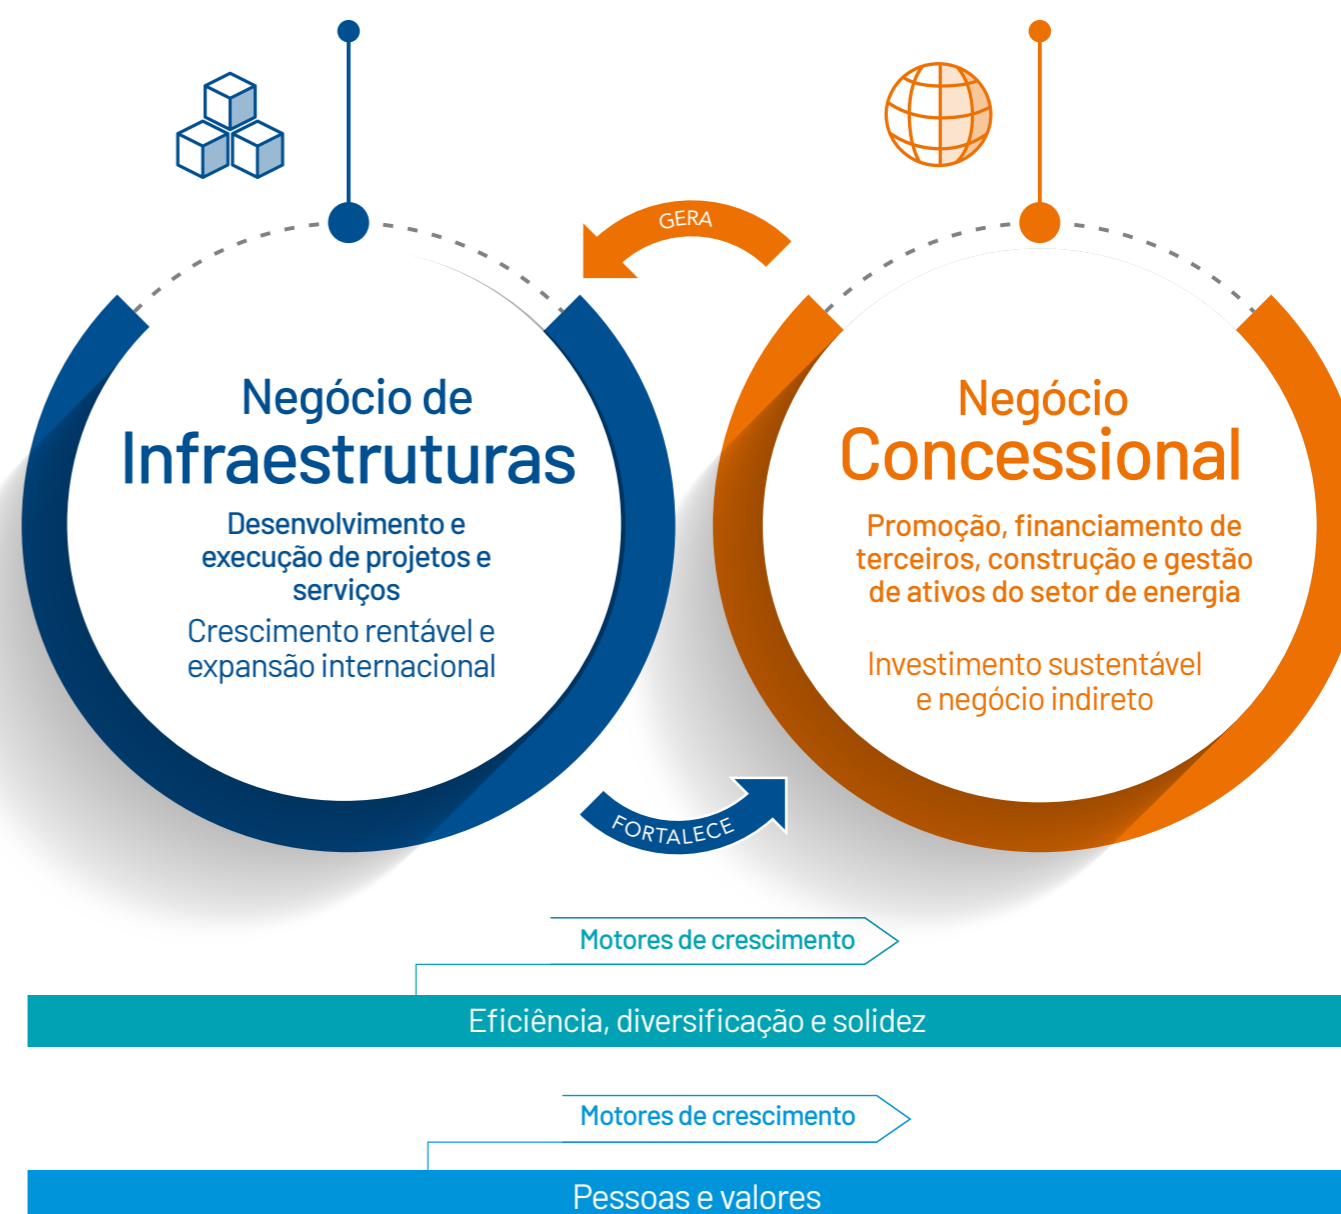 GERA
Negócio de
Infraestruturas
Desenvolvimento e
execução de projetos e
serviços
Crescimento rentável e
expansão internacional
Negócio
Concessional
Promoção, financiamento de
terceiros, construção e gestão
de ativos do setor de energia
Investimento sustentável
e negócio indireto
FORTALECE
Motores de crescimento
Eficiência, diversificação e solidez
Motores de crescimento
Pessoas e valores